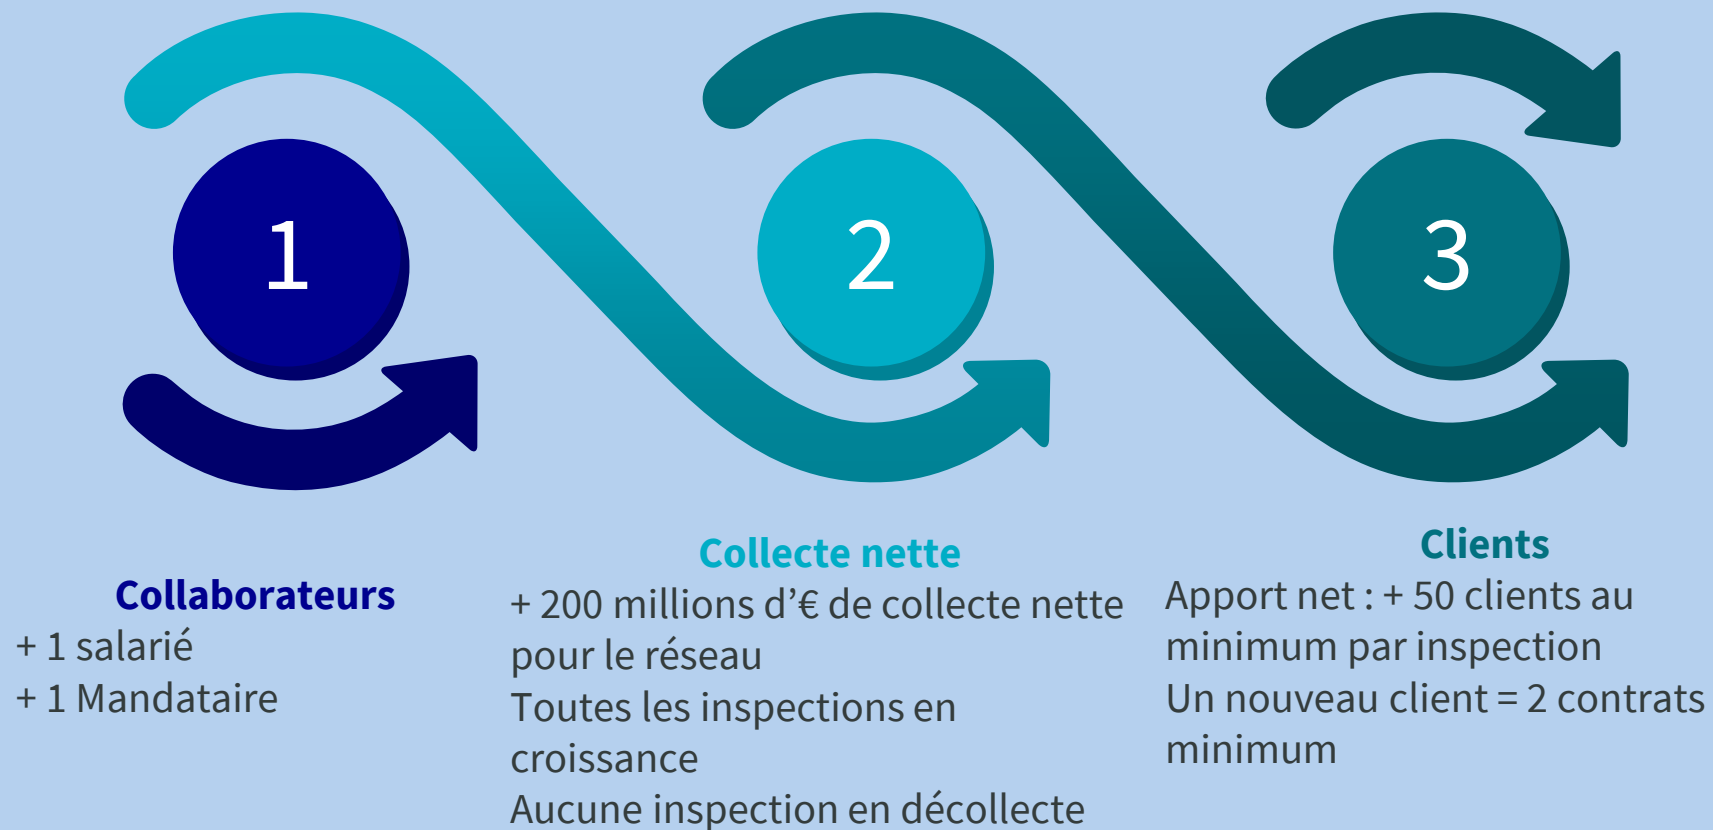 1
2
3
Collaborateurs
+ 1 salarié
+ 1 Mandataire
Collecte nette
+ 200 millions d’€ de collecte nette
pour le réseau
Toutes les inspections en
croissance
Aucune inspection en décollecte
Clients
Apport net : + 50 clients au
minimum par inspection
Un nouveau client = 2 contrats
minimum